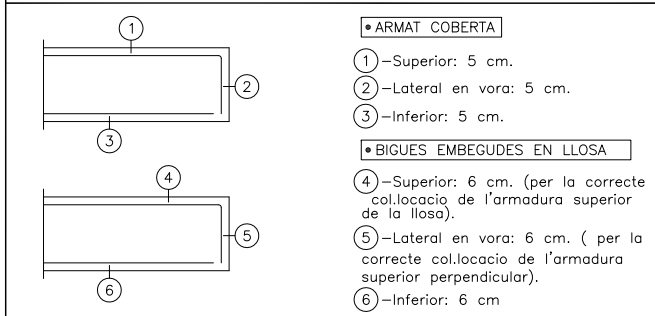 • ARMAT COBERTA
1 -Superior: 5 cm.
2 -Lateral en vora: 5 cm.
3 -Inferior: 5 cm.
• BIGUES EMBEGUDES EN LLOSA
4 -Superior: 6 cm. (per la correcte
col.locacio de l'armadura superior
de la llosa).
5 -Lateral en vora: 6 cm. ( per la
correcte col.locacio de l'armadura
superior perpendicular).
6 -Inferior: 6 cm
1
2
3
4
5
6